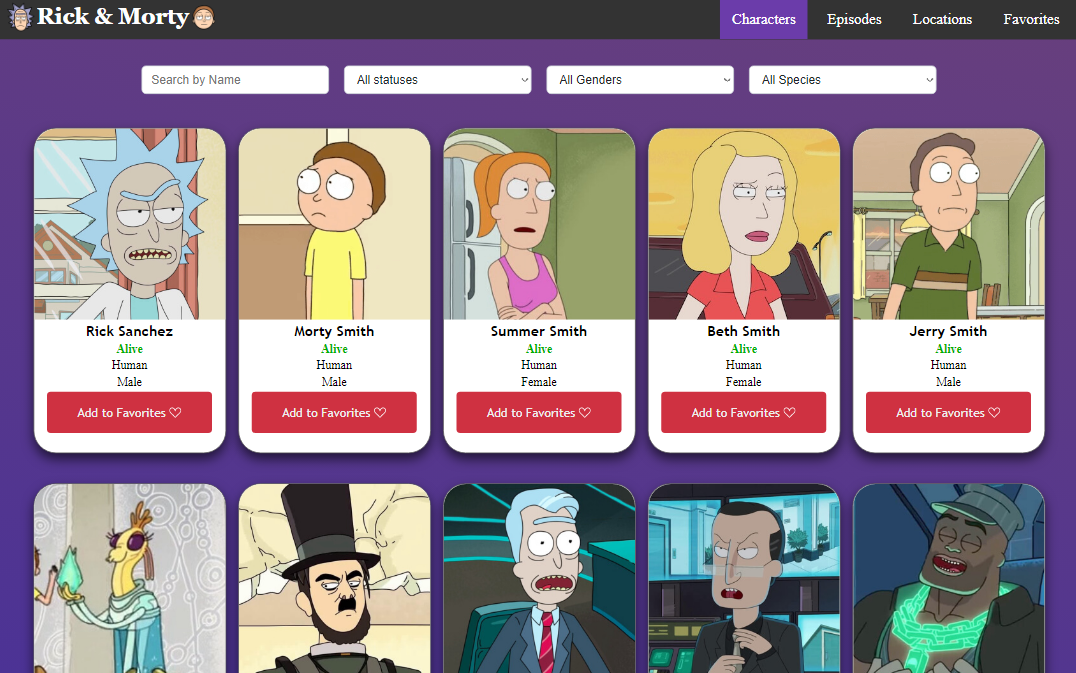 Rick & Morty
Characters Episodes Locations Favorites
Search by Name All statuses All Genders All Species
Rick Sanchez
Alive
Human
Male
Add to Favorites ♡
Morty Smith
Alive
Human
Male
Add to Favorites ♡
Summer Smith
Alive
Human
Female
Add to Favorites ♡
Beth Smith
Alive
Human
Female
Add to Favorites ♡
Jerry Smith
Alive
Human
Male
Add to Favorites ♡